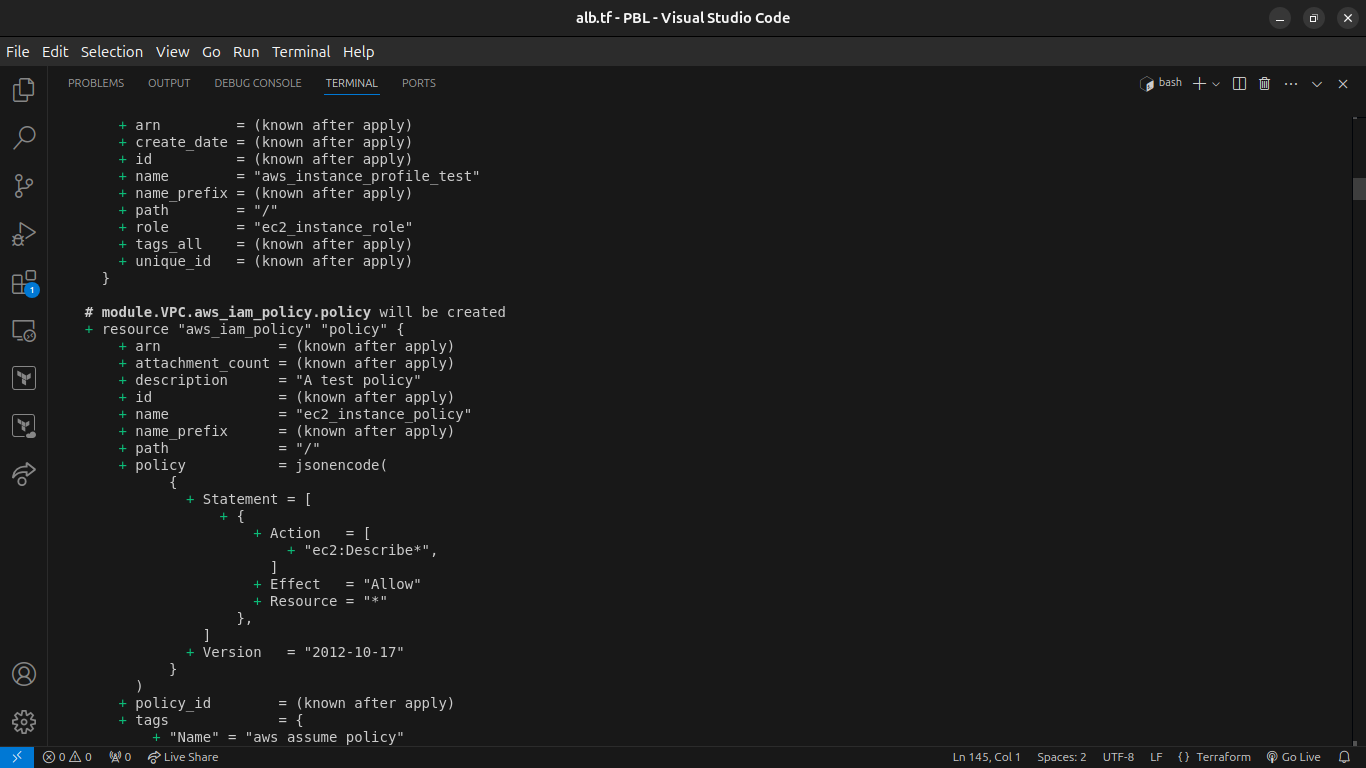 alb.tf - PBL - Visual Studio Code
File Edit Selection View Go Run Terminal Help
PROBLEMS OUTPUT DEBUG CONSOLE TERMINAL PORTS bash
+ arn         = (known after apply)
+ create_date = (known after apply)
+ id          = (known after apply)
+ name        = "aws_instance_profile_test"
+ name_prefix = (known after apply)
+ path        = "/"
+ role        = "ec2_instance_role"
+ tags_all    = (known after apply)
+ unique_id   = (known after apply)
}
# module.VPC.aws_iam_policy.policy will be created
+ resource "aws_iam_policy" "policy" {
+ arn              = (known after apply)
+ attachment_count = (known after apply)
+ description      = "A test policy"
+ id               = (known after apply)
+ name             = "ec2_instance_policy"
+ name_prefix      = (known after apply)
+ path             = "/"
+ policy           = jsonencode(
{
+ Statement = [
+ {
+ Action   = [
+ "ec2:Describe*",
]
+ Effect   = "Allow"
+ Resource = "*"
},
]
+ Version   = "2012-10-17"
}
)
+ policy_id        = (known after apply)
+ tags             = {
+ "Name" = "aws assume policy"
1
0 0 0 Live Share Ln 145, Col 1 Spaces: 2 UTF-8 LF { } Terraform Go Live